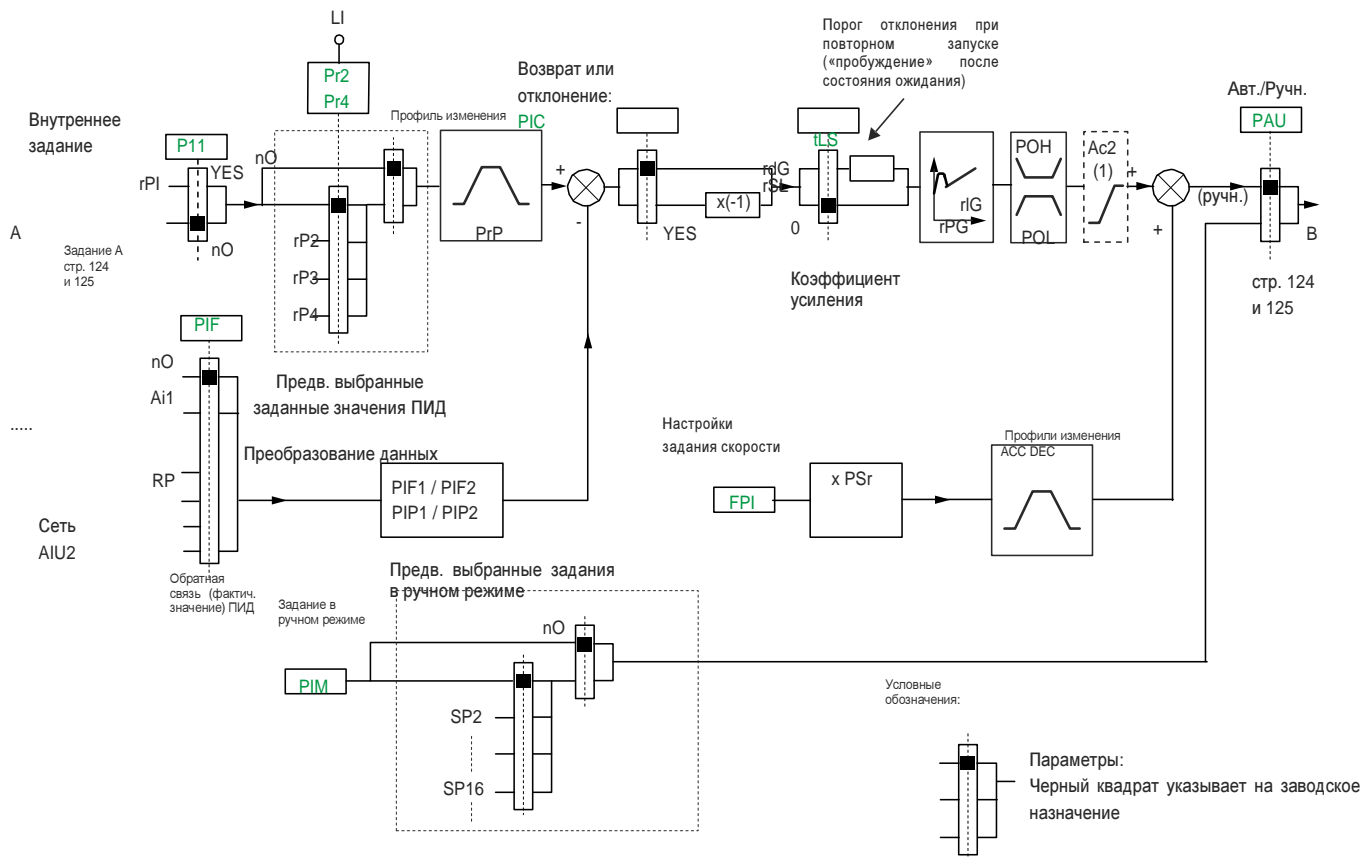 LI
Pr2
Pr4
Внутреннее
задание
P11
YES
rPI
nO
A
Задание А
стр. 124
и 125
nO
rP2
rP3
rP4
Профиль изменения
PrP
Возврат или
отклонение:
PIC
+
-
x(-1)
YES
Порог отклонения при
повторном запуске
(«пробуждение» после
состояния ожидания)
tLS
rdG
rSL
0
rIG
rPG
Коэффициент
усиления
POH
POL
Ac2
(1)
+
+
Авт./Ручн.
PAU
(ручн.)
B
стр. 124
и 125
PIF
nO
Ai1
.....
RP
Сеть
AIU2
Обратная
связь (фактич.
значение) ПИД
Предв. выбранные
заданные значения ПИД
Преобразование данных
PIF1 / PIF2
PIP1 / PIP2
Настройки
задания скорости
FPI
x PSr
Профили изменения
ACC DEC
Предв. выбранные задания
в ручном режиме
Задание в
ручном режиме
nO
PIM
SP2
SP16
Условные
обозначения:
Параметры:
Черный квадрат указывает на заводское
назначение